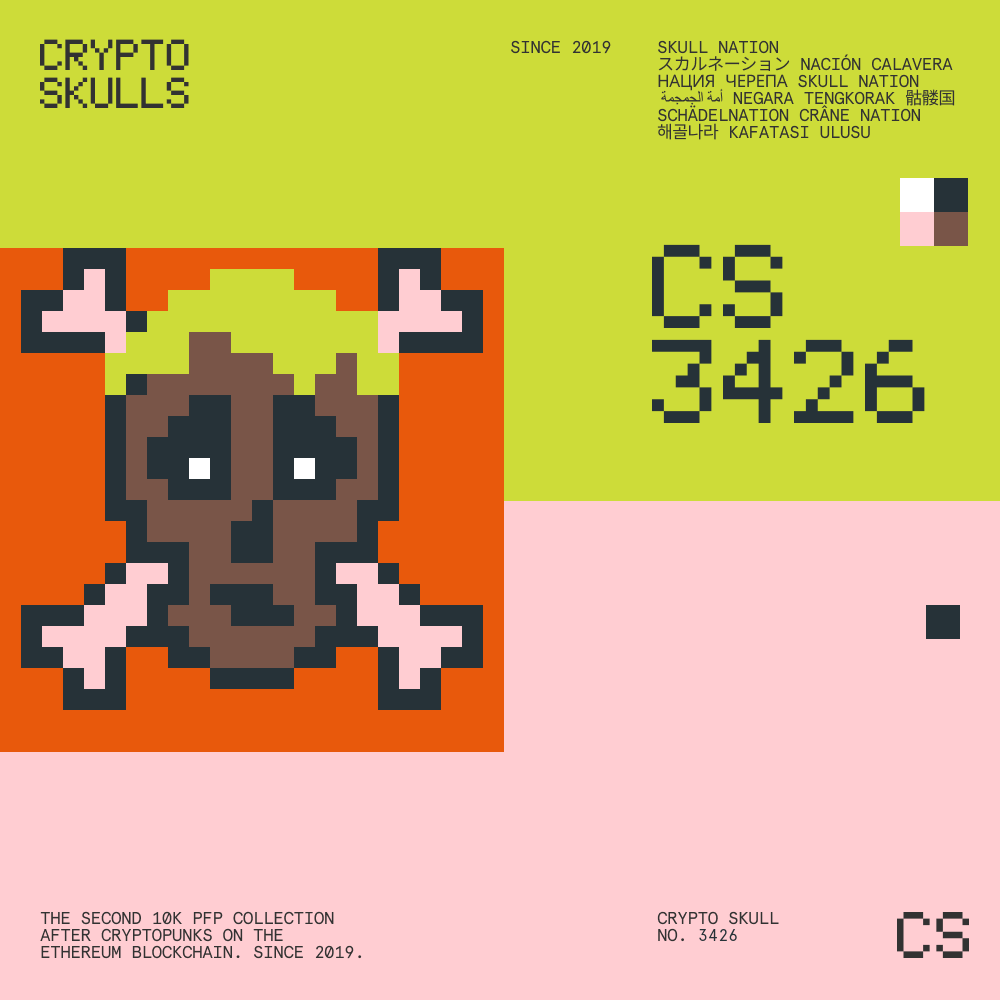 CRYPTO
SKULLS
SINCE 2019
SKULL NATION
スカルネーション NACIÓN CALAVERA
НАЦИЯ ЧЕРЕПА SKULL NATION
أمة الجمجمة NEGARA TENGKORAK 骷髅国
SCHÄDELNATION CRÂNE NATION
해골나라 KAFATASI ULUSU
CS
3426
THE SECOND 10K PFP COLLECTION
AFTER CRYPTOPUNKS ON THE
ETHEREUM BLOCKCHAIN. SINCE 2019.
CRYPTO SKULL
NO. 3426
CS